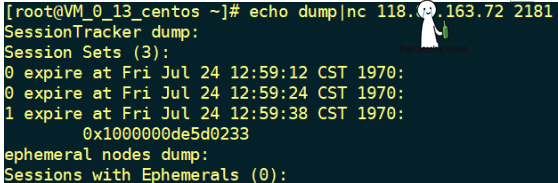 [root@VM_0_13_centos ~]# echo dump|nc 118. .163.72 2181
SessionTracker dump:
Session Sets (3):
0 expire at Fri Jul 24 12:59:12 CST 1970:
0 expire at Fri Jul 24 12:59:24 CST 1970:
1 expire at Fri Jul 24 12:59:38 CST 1970:
0x1000000de5d0233
ephemeral nodes dump:
Sessions with Ephemerals (0):